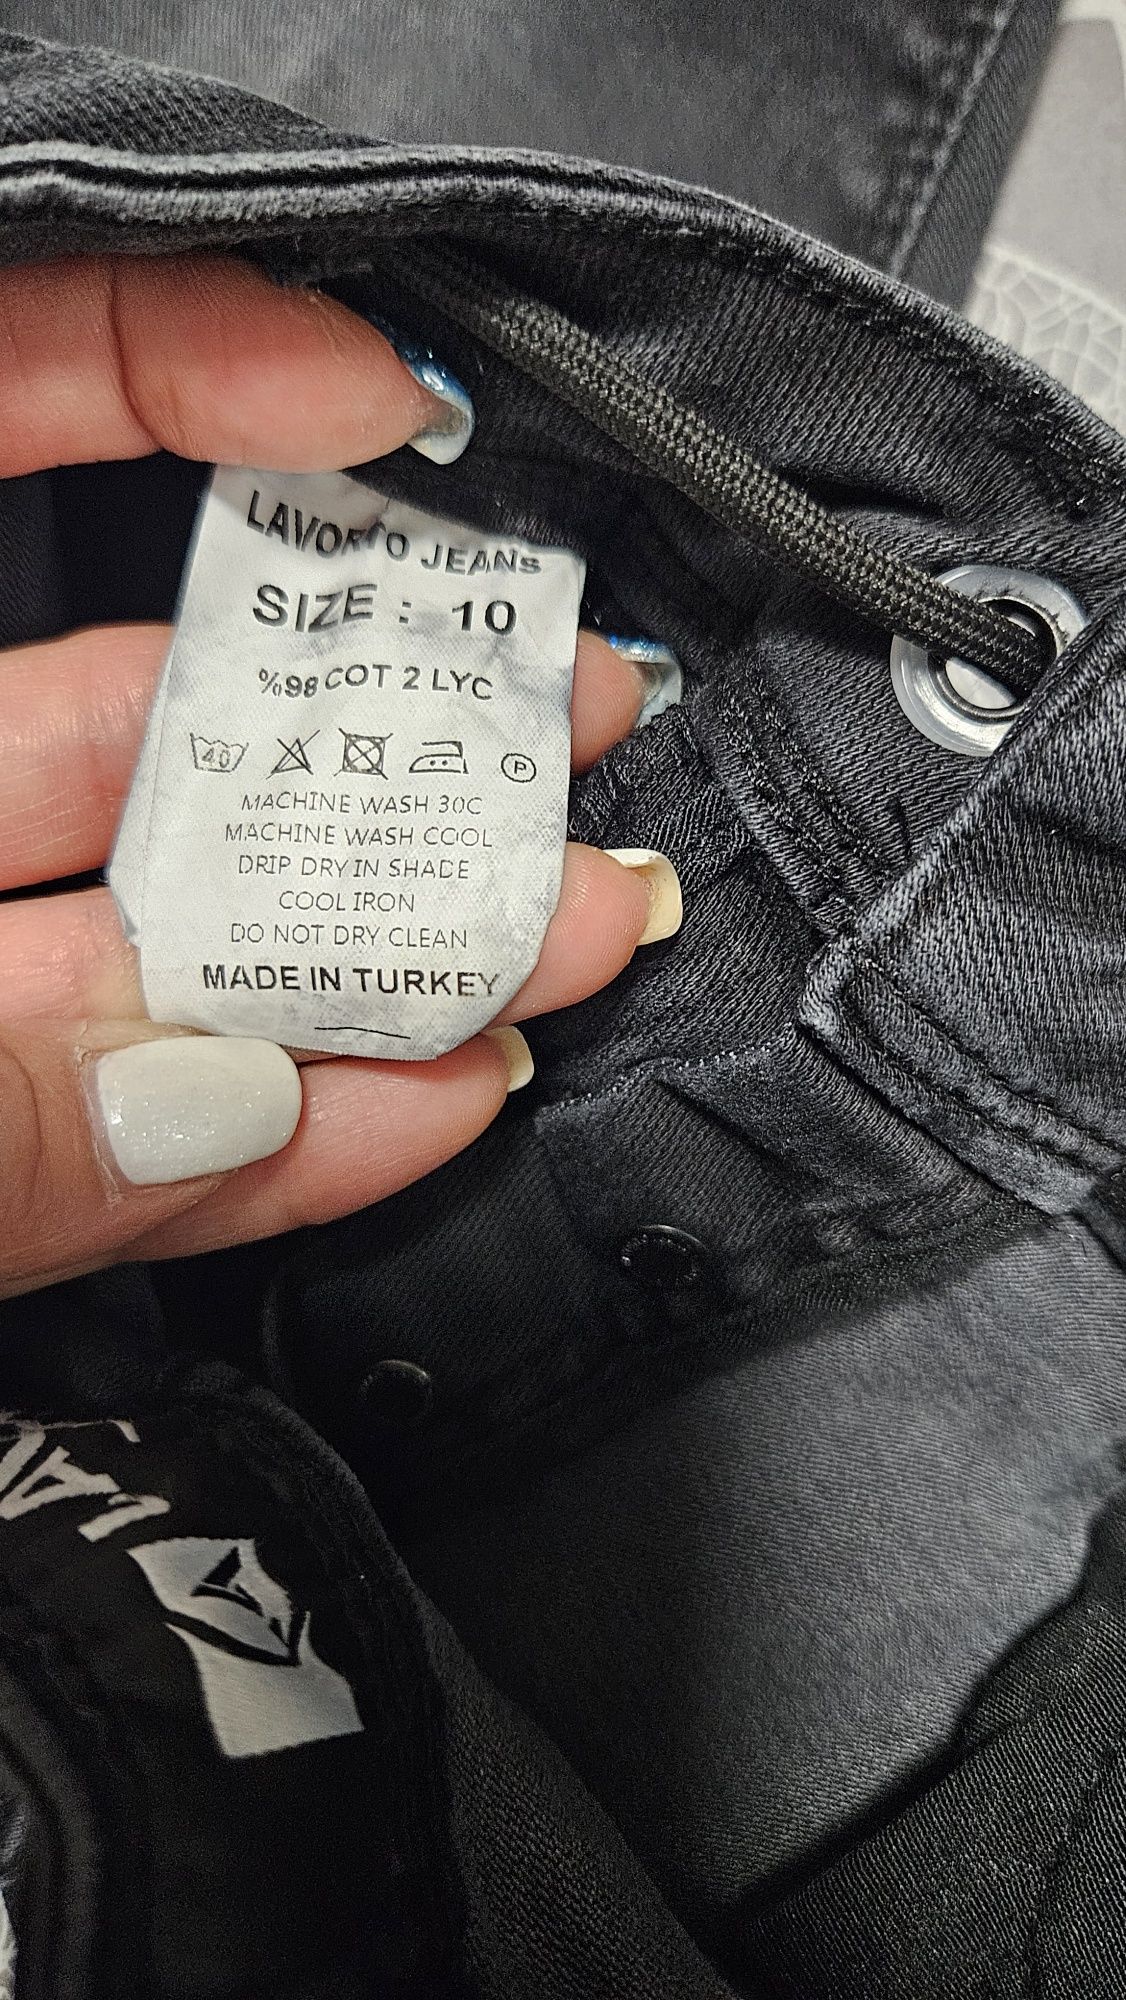 LAVORTO JEANS
SIZE : 10
%98 COT 2 LYC
40 P
MACHINE WASH 30C
MACHINE WASH COOL
DRIP DRY IN SHADE
COOL IRON
DO NOT DRY CLEAN
MADE IN TURKEY